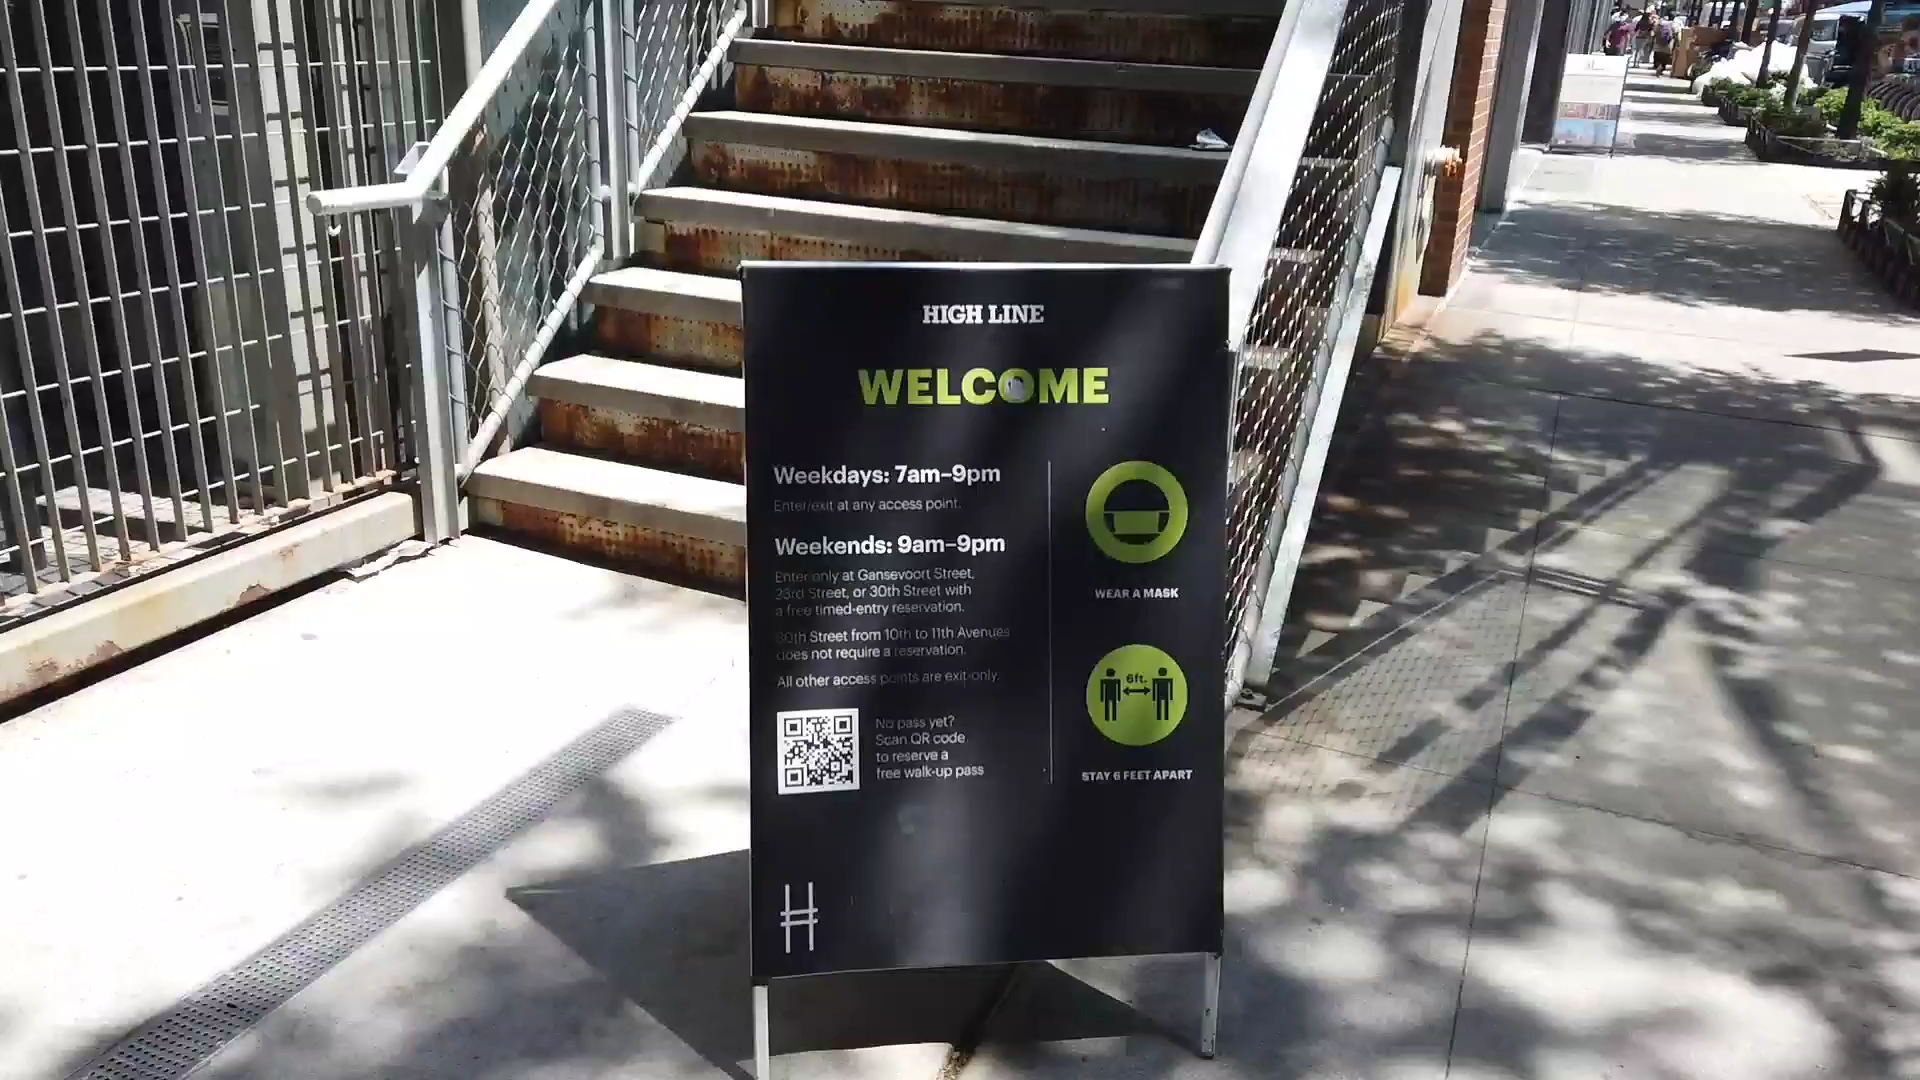 HIGH LINE
WELCOME
Weekdays: 7am–9pm
Enter/exit at any access point.
Weekends: 9am–9pm
Enter only at Gansevoort Street,
23rd Street, or 30th Street with
a free timed-entry reservation.
30th Street from 10th to 11th Avenues
does not require a reservation.
All other access points are exit-only.
No pass yet?
Scan QR code
to reserve a
free walk-up pass
WEAR A MASK
6ft.
STAY 6 FEET APART